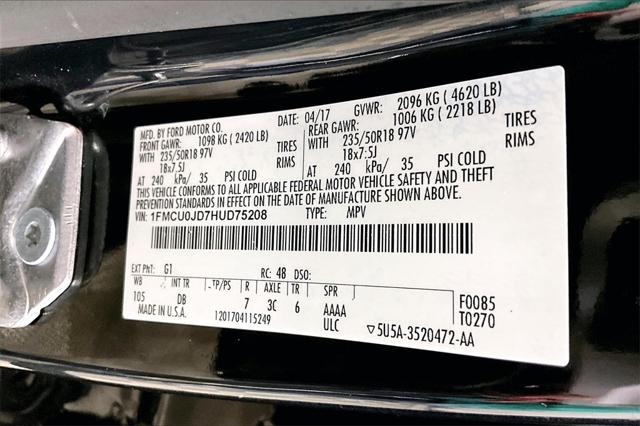 MFD. BY FORD MOTOR CO. DATE: 04/17 GVWR: 2096 KG ( 4620 LB)
FRONT GAWR: 1098 KG ( 2420 LB) REAR GAWR: 1006 KG ( 2218 LB)
WITH 235/50R18 97V TIRES WITH 235/50R18 97V TIRES
18x7.5J RIMS 18x7.5J RIMS
AT 240 kPa/ 35 PSI COLD AT 240 kPa/ 35 PSI COLD
THIS VEHICLE CONFORMS TO ALL APPLICABLE FEDERAL MOTOR VEHICLE SAFETY AND THEFT
PREVENTION STANDARDS IN EFFECT ON THE DATE OF MANUFACTURE SHOWN ABOVE.
1FMCU0JD7HUD75208 TYPE: MPV
EXT PNT: G1 RC: 48 DSO: F0085
WB INT TR TP/PS R AXLE TR SPR T0270
105 DB 7 3C 6 AAAA
MADE IN U.S.A. 1201704115249 ULC ▽5U5A-3520472-AA